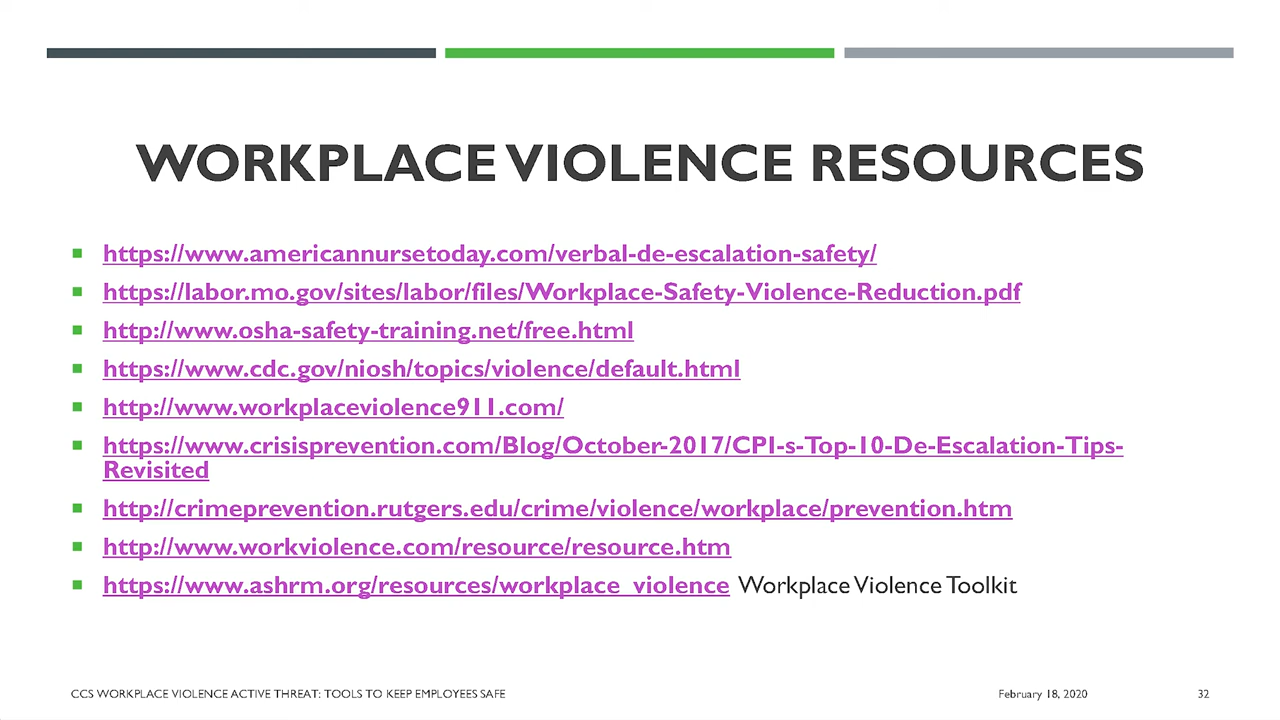 WORKPLACE VIOLENCE RESOURCES
https://www.americannursetoday.com/verbal-de-escalation-safety/
https://labor.mo.gov/sites/labor/files/Workplace-Safety-Violence-Reduction.pdf
http://www.osha-safety-training.net/free.html
https://www.cdc.gov/niosh/topics/violence/default.html
http://www.workplaceviolence911.com/
https://www.crisisprevention.com/Blog/October-2017/CPI-s-Top-10-De-Escalation-Tips-
Revisited
http://crimeprevention.rutgers.edu/crime/violence/workplace/prevention.htm
http://www.workviolence.com/resource/resource.htm
https://www.ashrm.org/resources/workplace_violence Workplace Violence Toolkit
CCS WORKPLACE VIOLENCE ACTIVE THREAT: TOOLS TO KEEP EMPLOYEES SAFE
February 18, 2020
32